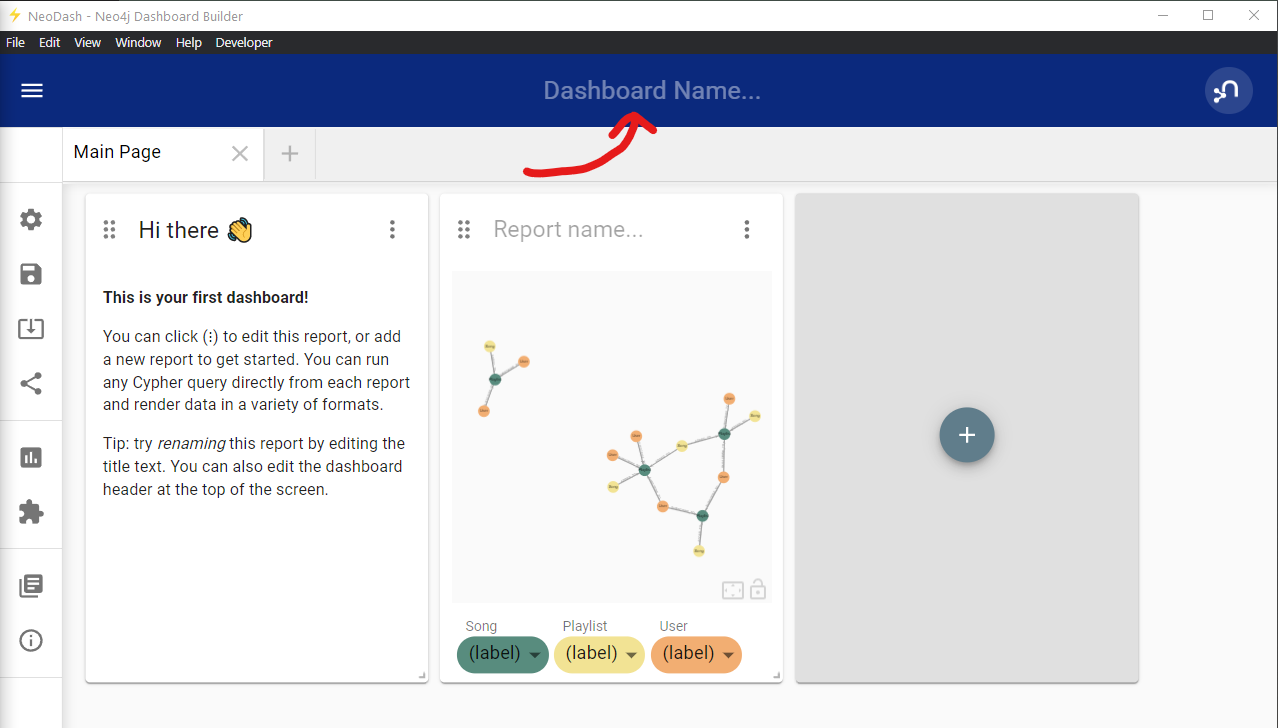 NeoDash - Neo4j Dashboard Builder
File Edit View Window Help Developer
Dashboard Name...
Main Page
Hi there 👋
This is your first dashboard!
You can click (⋮) to edit this report, or add
a new report to get started. You can run
any Cypher query directly from each report
and render data in a variety of formats.
Tip: try renaming this report by editing the
title text. You can also edit the dashboard
header at the top of the screen.
Report name...
Song Playlist User
(label) (label) (label)